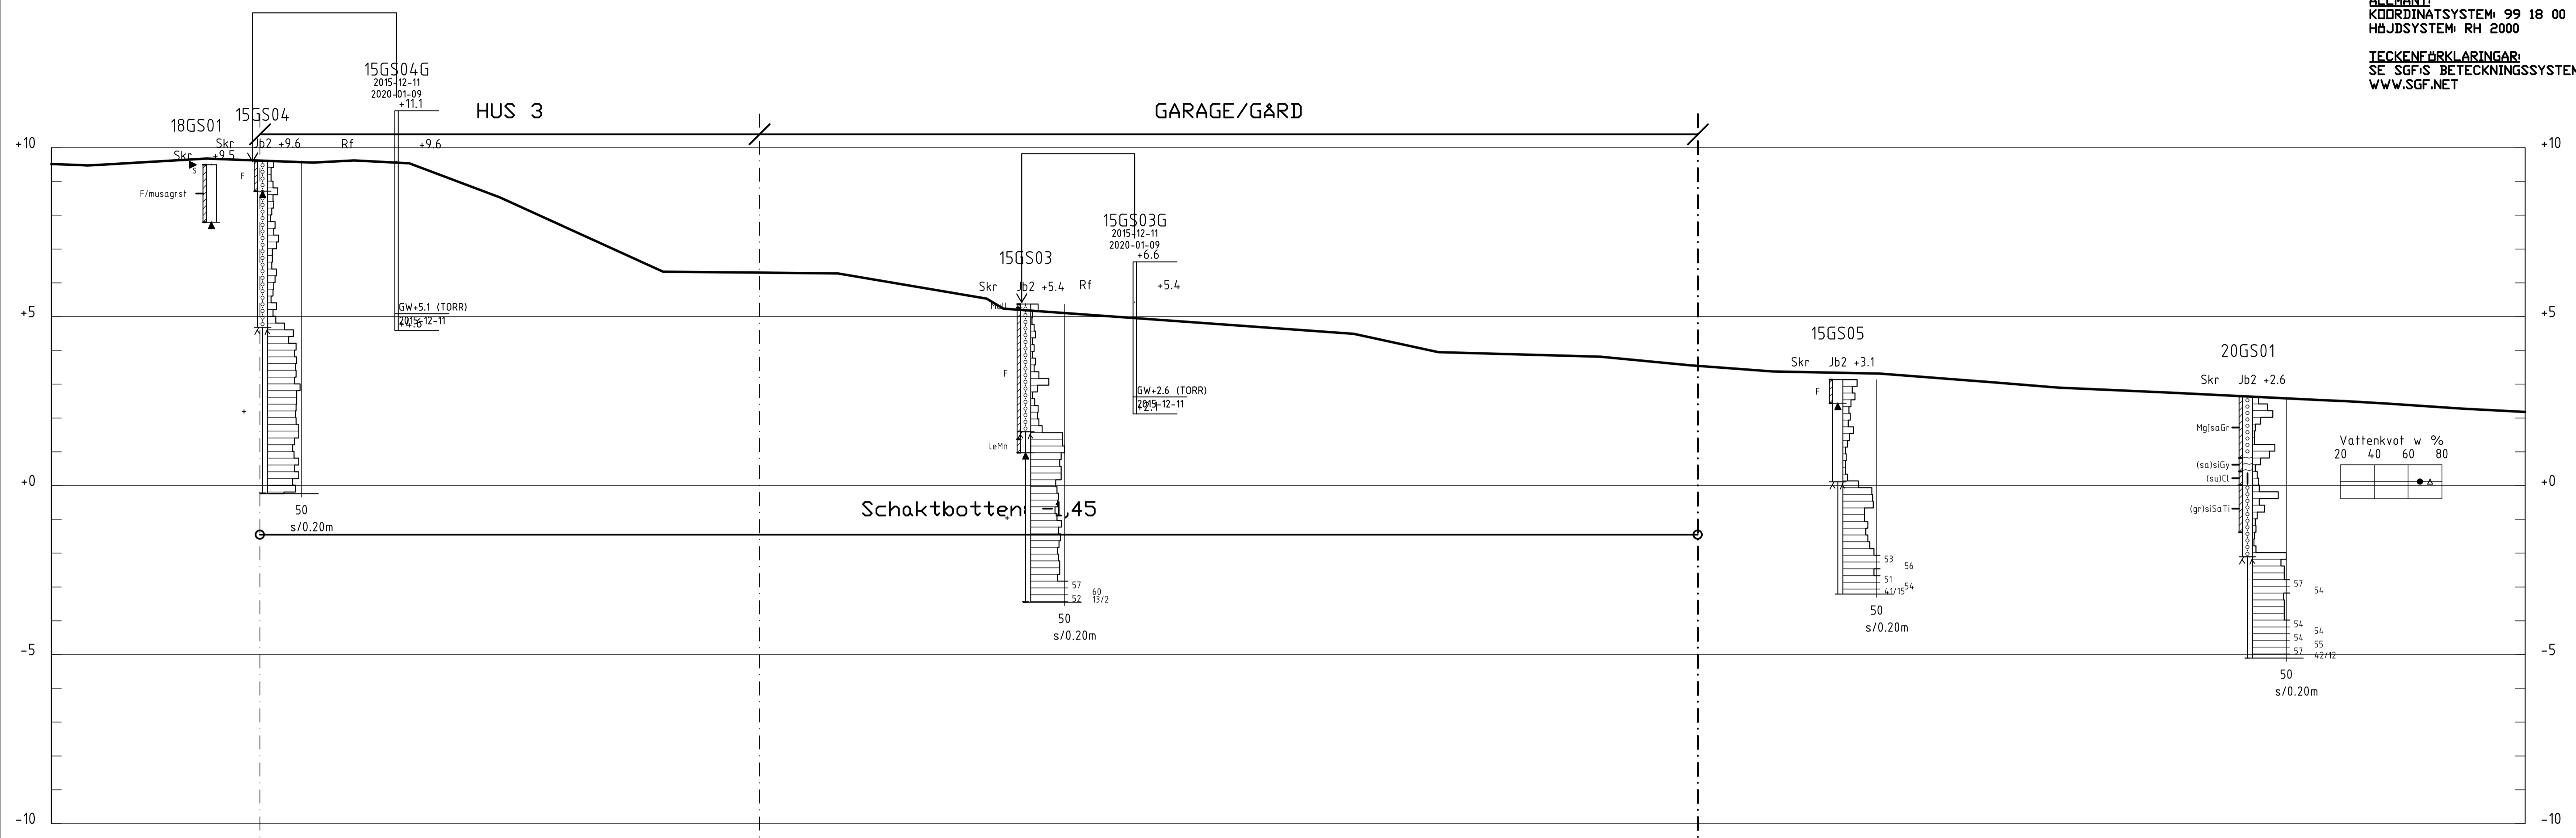 ALLMÄNT:
KOORDINATSYSTEM: 99 18 00
HÖJDSYSTEM: RH 2000
TECKENFÖRKLARINGAR:
SE SGF:S BETECKNINGSSYSTEM
WWW.SGF.NET
15GS04G
2015-12-11
2020-01-09
+11.1
HUS 3
GARAGE/GÅRD
18GS01
15GS04
Skr +9.5
Skr Jb2 +9.6 Rf +9.6
+10
+10
S
F
F/musagrst
15GS03G
2015-12-11
2020-01-09
+6.6
15GS03
Skr Jb2 +5.4 Rf +5.4
GW+5.1 (TORR)
2015-12-11
+4.6
+5
+5
MuU
F
leMn
GW+2.6 (TORR)
2015-12-11
+2.1
15GS05
Skr Jb2 +3.1
F
20GS01
Skr Jb2 +2.6
Mg[saGr
(sa)siGy
(su)Cl
(gr)siSaTi
Vattenkvot w %
20 40 60 80
+
+0
+0
50
s/0.20m
Schaktbotten: -1,45
+
57
60
52
13/2
50
s/0.20m
53
56
51
54
41/15
50
s/0.20m
57
54
54
54
54
55
57
42/12
50
s/0.20m
-5
-5
-10
-10